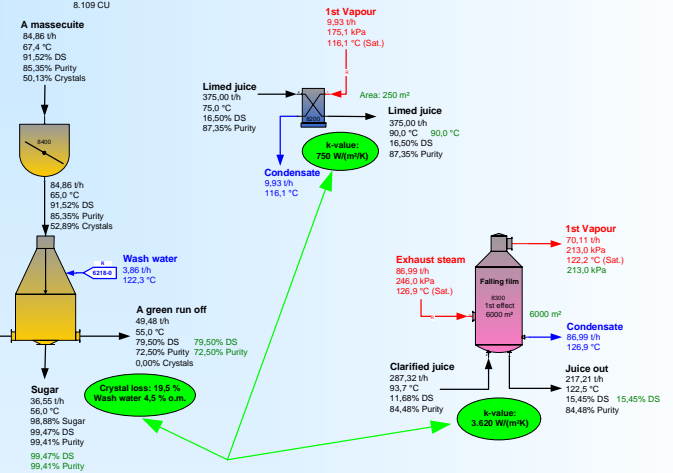 8.109 CU
A massecuite
84,86 t/h
67,4 °C
91,52% DS
85,35% Purity
50,13% Crystals
8400
84,86 t/h
65,0 °C
91,52% DS
85,35% Purity
52,89% Crystals
R
6218-0
Wash water
3,86 t/h
122,3 °C
A green run off
49,48 t/h
55,0 °C
79,50% DS 79,50% DS
72,50% Purity 72,50% Purity
0,00% Crystals
Sugar
36,55 t/h
56,0 °C
98,88% Sugar
99,47% DS
99,41% Purity
99,47% DS
99,41% Purity
Crystal loss: 19,5 %
Wash water 4,5 % o.m.
1st Vapour
9,93 t/h
175,1 kPa
116,1 °C (Sat.)
Limed juice
375,00 t/h
75,0 °C
16,50% DS
87,35% Purity
8200
Area: 250 m²
Limed juice
375,00 t/h
90,0 °C 90,0 °C
16,50% DS
87,35% Purity
Condensate
9,93 t/h
116,1 °C
k-value:
750 W/(m²/K)
Exhaust steam
86,99 t/h
246,0 kPa
126,9 °C (Sat.)
Falling film
8300
1st effect
6000 m²
6000 m²
1st Vapour
70,11 t/h
213,0 kPa
122,2 °C (Sat.)
213,0 kPa
Condensate
86,99 t/h
126,9 °C
Clarified juice
287,32 t/h
93,7 °C
11,68% DS
84,48% Purity
Juice out
217,21 t/h
122,5 °C
15,45% DS 15,45% DS
84,48% Purity
k-value:
3.620 W/(m²K)